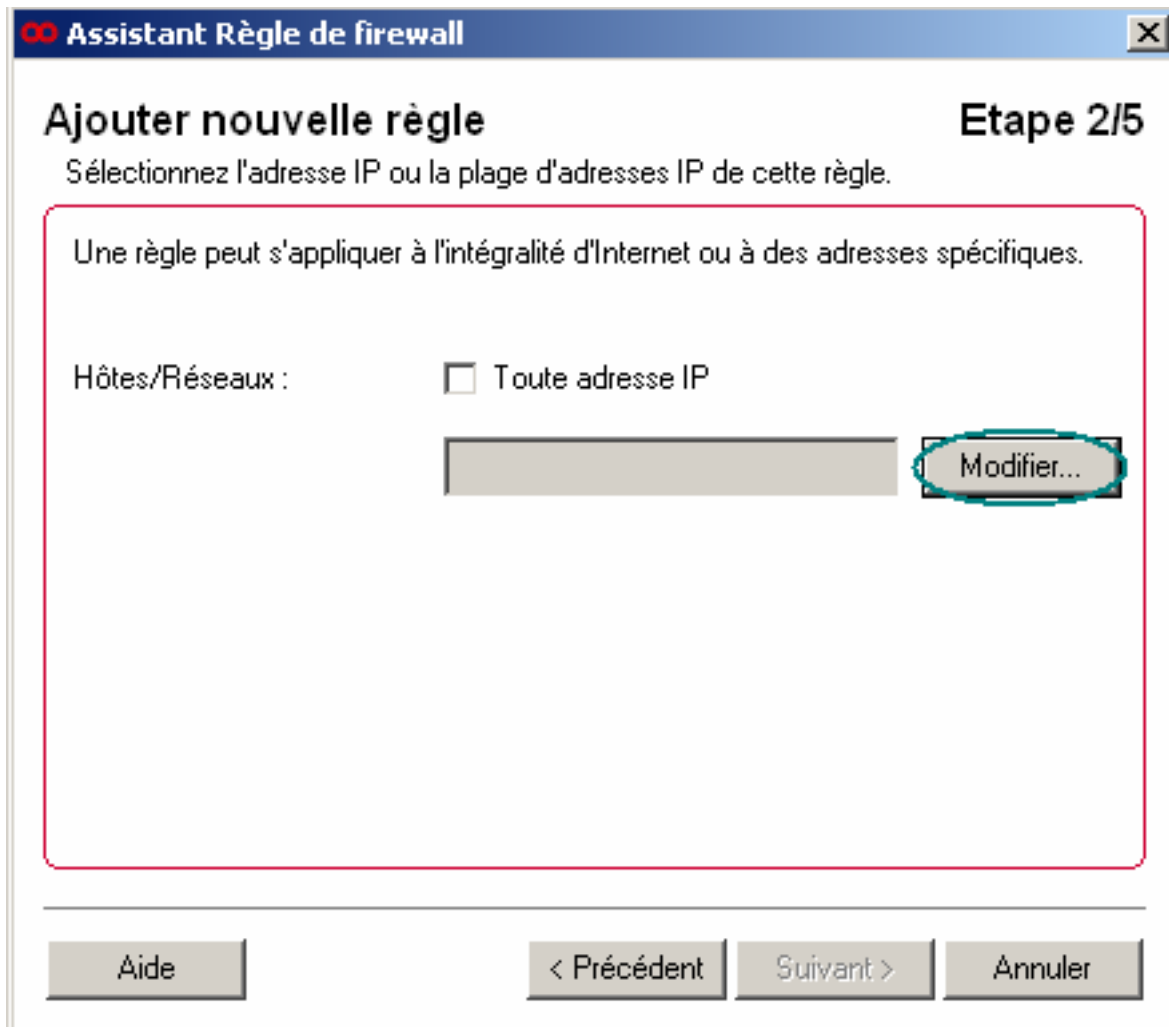 Assistant Règle de firewall
Ajouter nouvelle règle
Etape 2/5
Sélectionnez l'adresse IP ou la plage d'adresses IP de cette règle.
Une règle peut s'appliquer à l'intégralité d'Internet ou à des adresses spécifiques.
Hôtes/Réseaux :
Toute adresse IP
Modifier...
Aide
< Précédent
Suivant >
Annuler